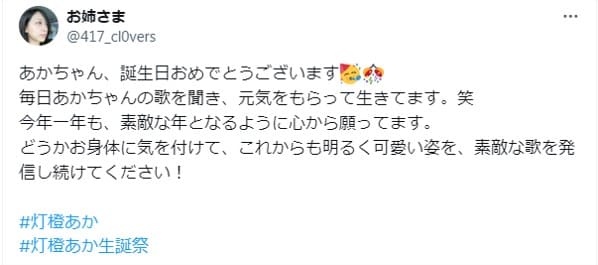 お姉さま
@417_cl0vers
あかちゃん、誕生日おめでとうございます🥳🎊
毎日あかちゃんの歌を聞き、元気をもらって生きてます。笑
今年一年も、素敵な年となるように心から願ってます。
どうかお身体に気を付けて、これからも明るく可愛い姿を、素敵な歌を発
信し続けてください！
#灯橙あか
#灯橙あか生誕祭